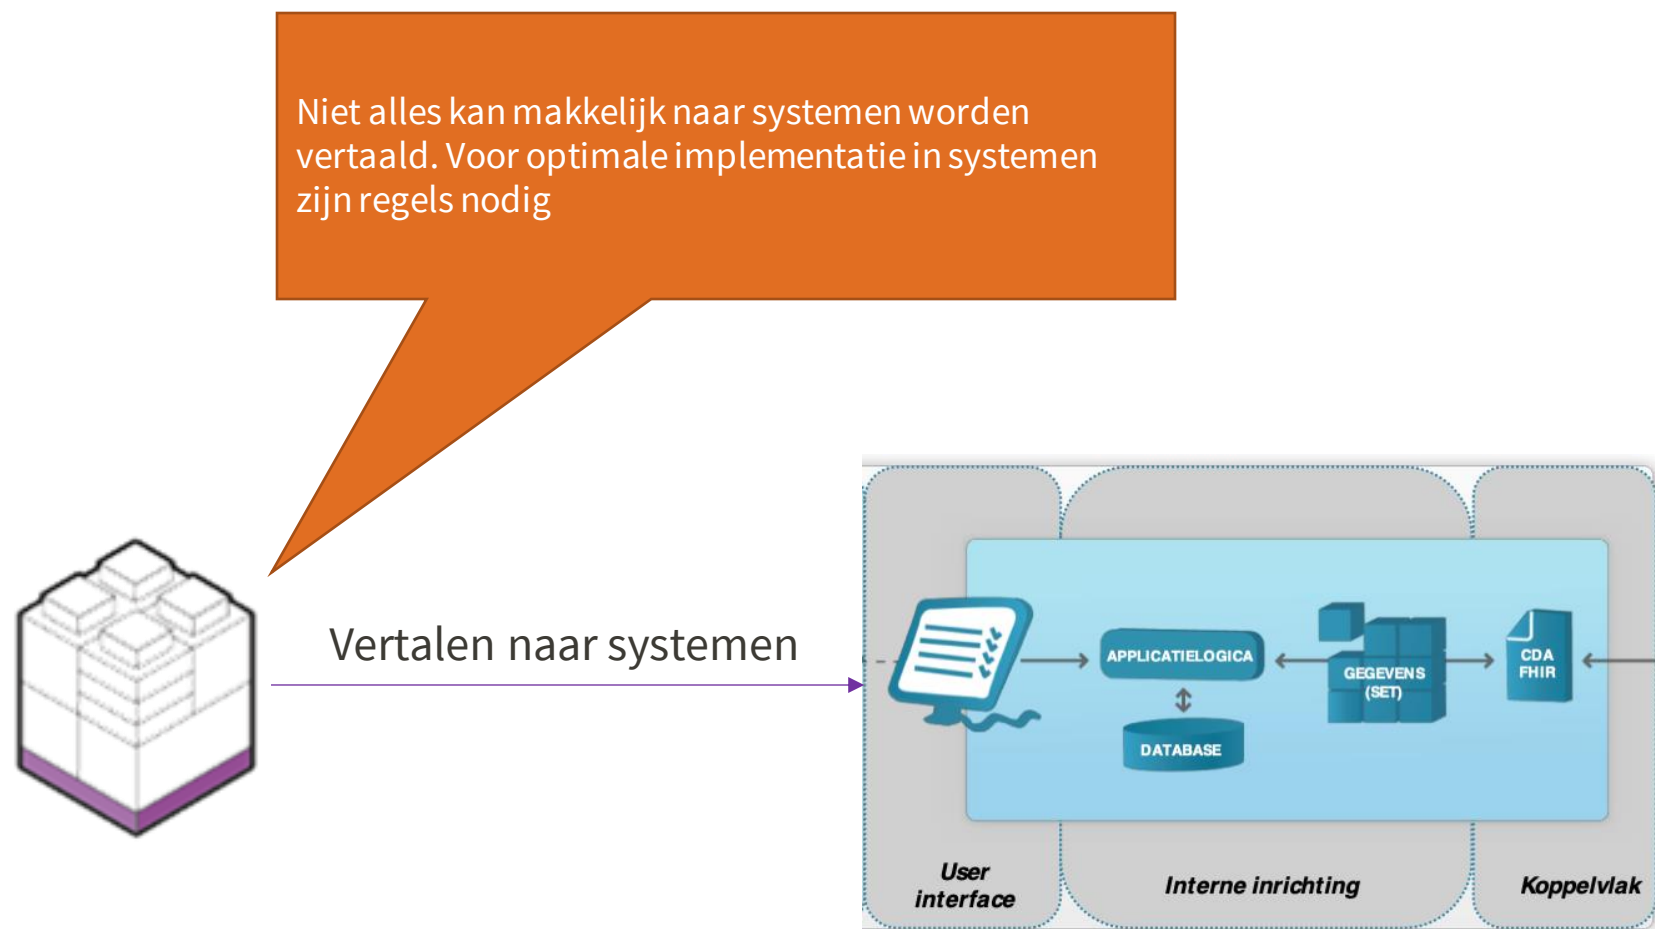 Niet alles kan makkelijk naar systemen worden
vertaald. Voor optimale implementatie in systemen
zijn regels nodig
Vertalen naar systemen
APPLICATIELOGICA
DATABASE
GEGEVENS
(SET)
CDA
FHIR
User
interface
Interne inrichting
Koppelvlak